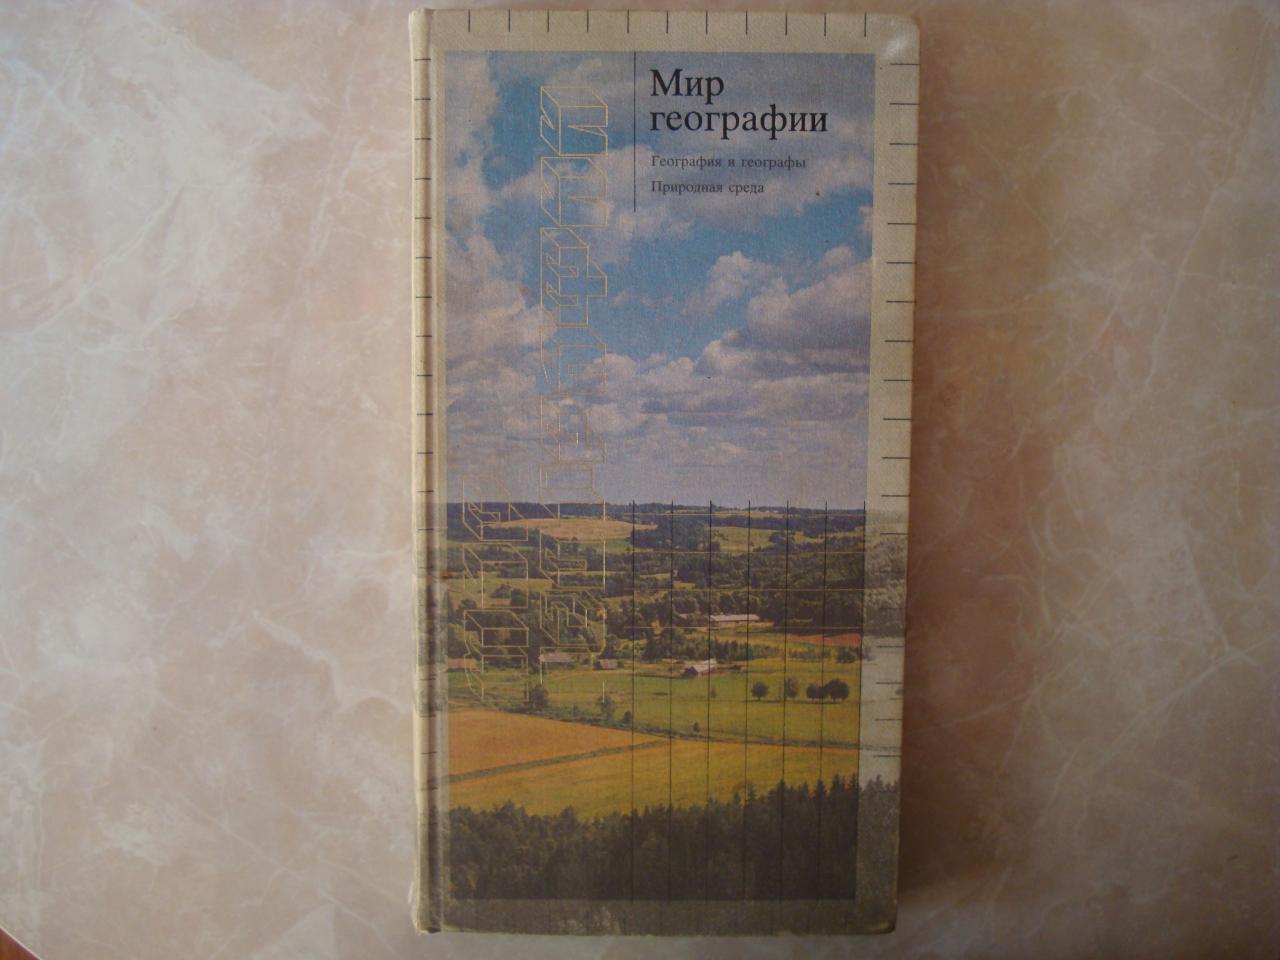 Мир
географии
География и географы
Природная среда